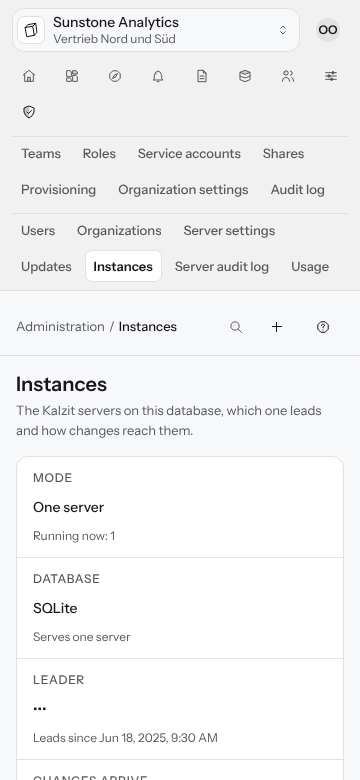 Sunstone Analytics
Vertrieb Nord und Süd
OO
Teams Roles Service accounts Shares
Provisioning Organization settings Audit log
Users Organizations Server settings
Updates Instances Server audit log Usage
Administration / Instances
Instances
The Kalzit servers on this database, which one leads
and how changes reach them.
MODE
One server
Running now: 1
DATABASE
SQLite
Serves one server
LEADER
...
Leads since Jun 18, 2025, 9:30 AM
CHANGES ARRIVE